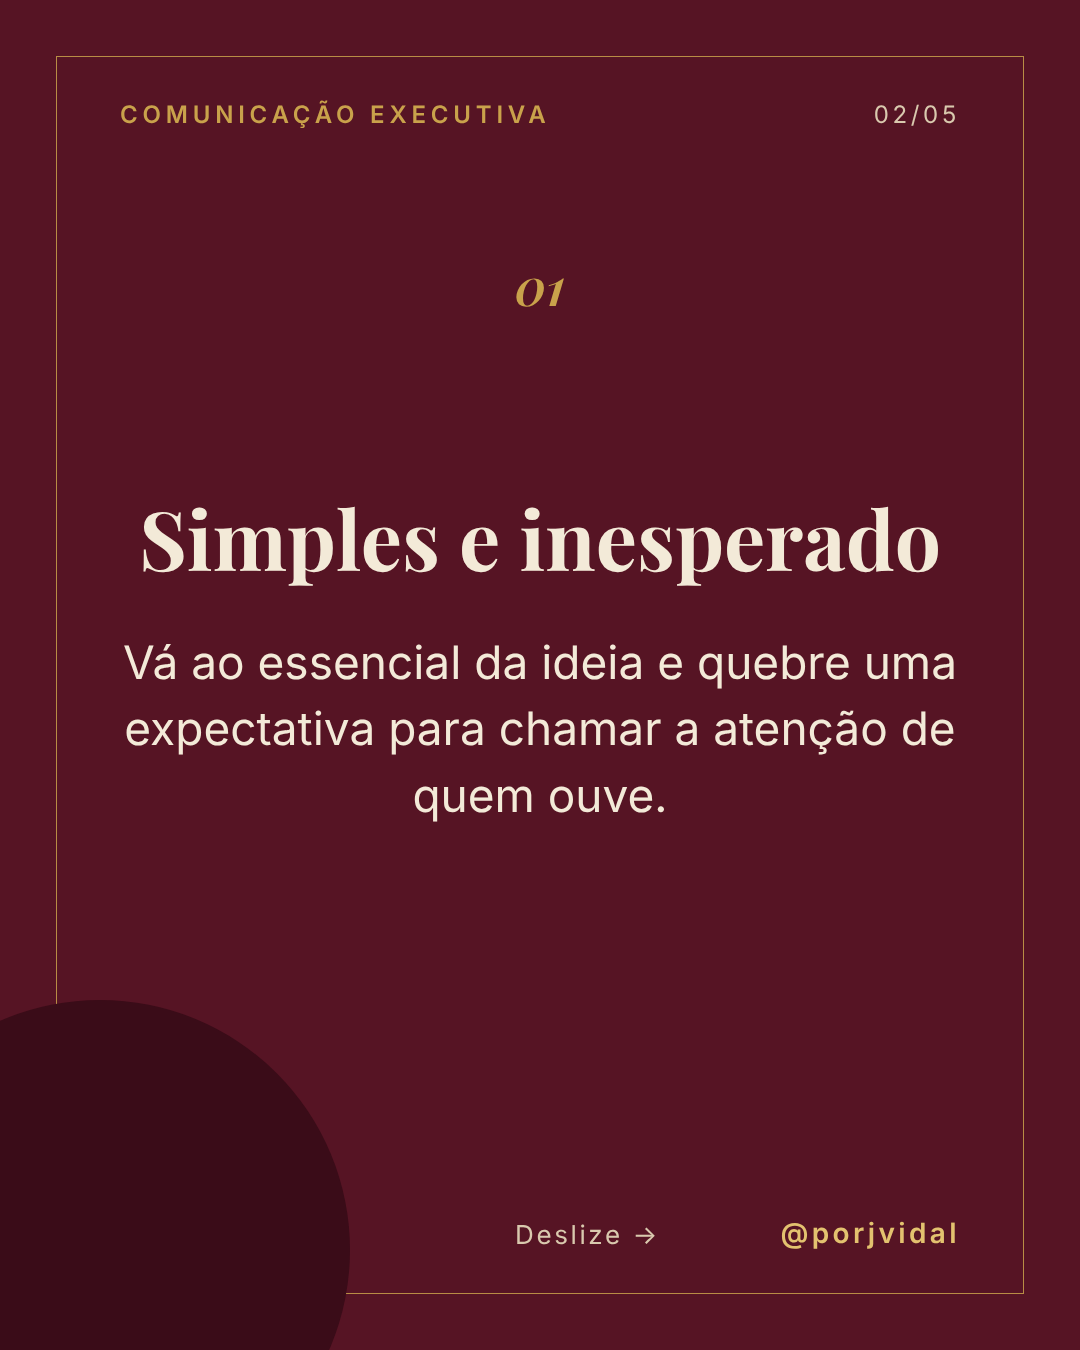 COMUNICAÇÃO EXECUTIVA
02/05
01
Simples e inesperado
Vá ao essencial da ideia e quebre uma
expectativa para chamar a atenção de
quem ouve.
Deslize →
@porjvidal